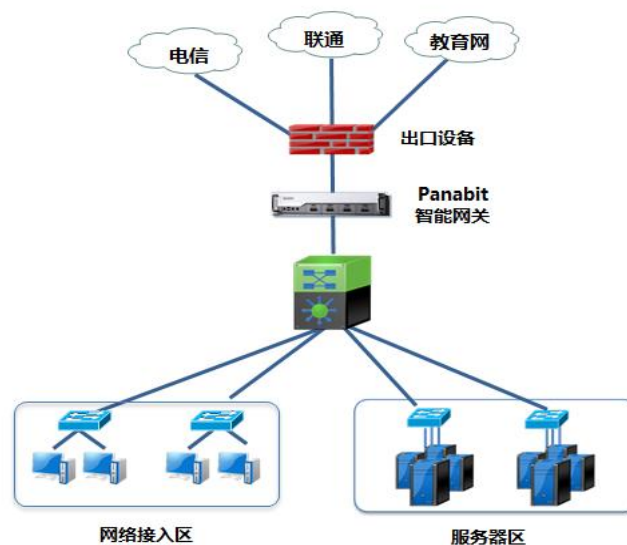 电信
联通
教育网
出口设备
Panabit
智能网关
网络接入区
服务器区